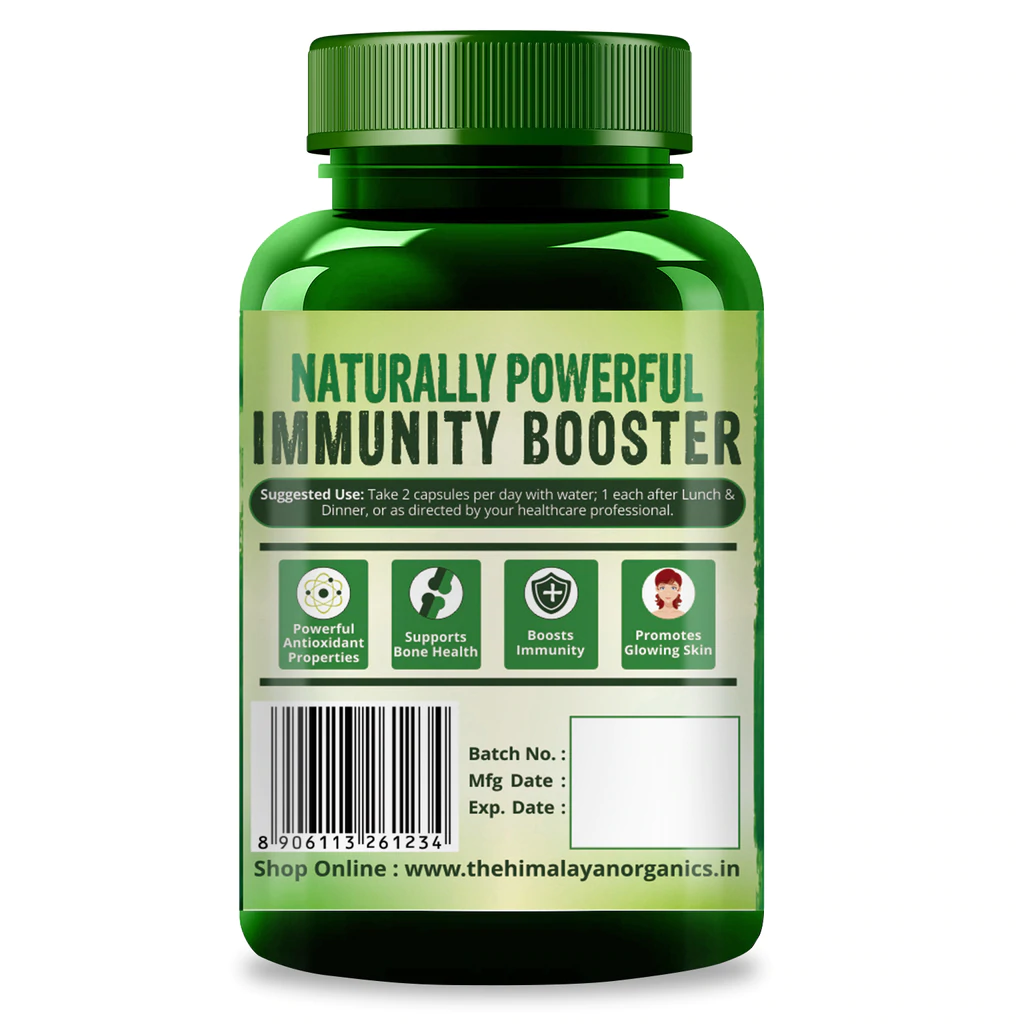 NATURALLY POWERFUL
IMMUNITY BOOSTER
Suggested Use: Take 2 capsules per day with water; 1 each after Lunch &
Dinner, or as directed by your healthcare professional.
Powerful
Antioxidant
Properties
Supports
Bone Health
Boosts
Immunity
Promotes
Glowing Skin
8 906113 261234
Batch No. :
Mfg Date :
Exp. Date :
Shop Online : www.thehimalayanorganics.in